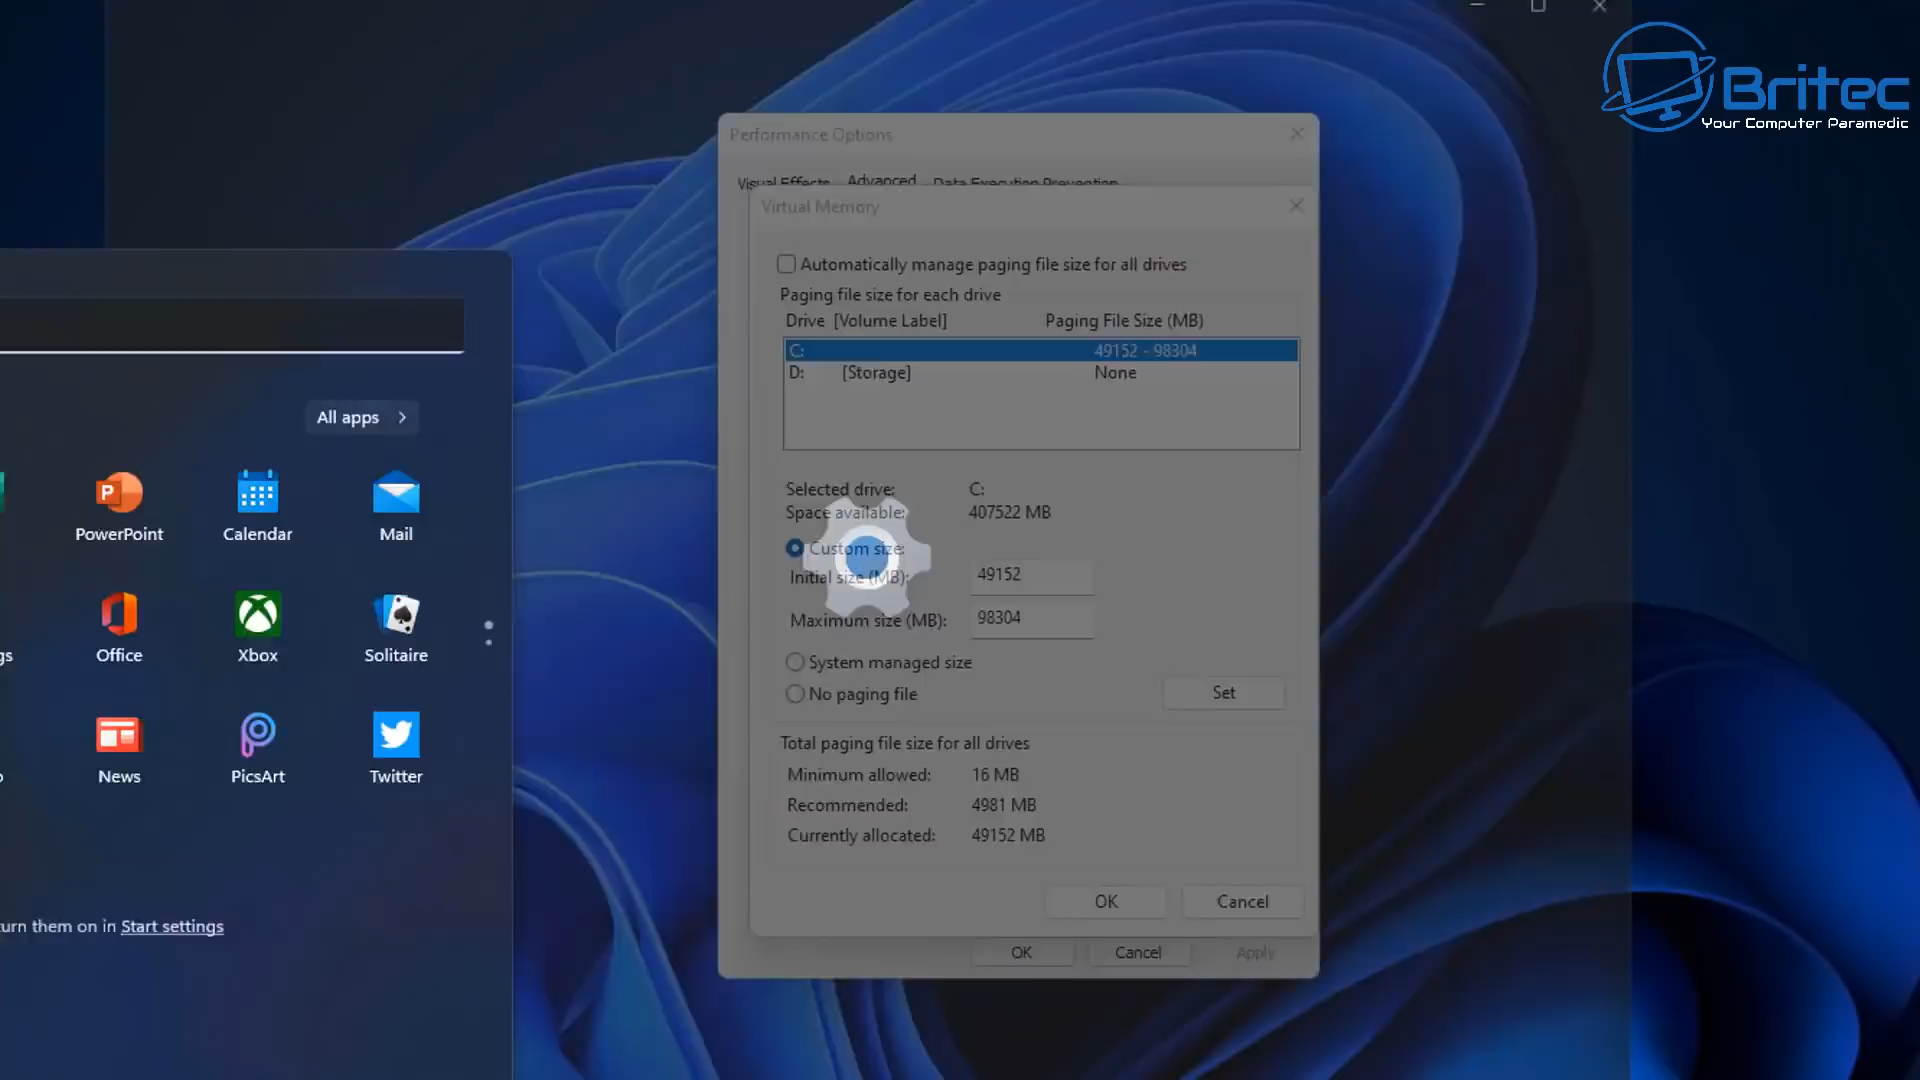 Britec
Your Computer Paramedic
Performance Options
Visual Effects Advanced Data Execution Prevention
Virtual Memory
Automatically manage paging file size for all drives
Paging file size for each drive
Drive [Volume Label] Paging File Size (MB)
C: 49152 - 98304
D: [Storage] None
Selected drive: C:
Space available: 407522 MB
Custom size:
Initial size (MB): 49152
Maximum size (MB): 98304
System managed size
No paging file
Set
Total paging file size for all drives
Minimum allowed: 16 MB
Recommended: 4981 MB
Currently allocated: 49152 MB
OK Cancel
OK Cancel Apply
All apps
PowerPoint Calendar Mail
gs Office Xbox Solitaire
News PicsArt Twitter
urn them on in Start settings